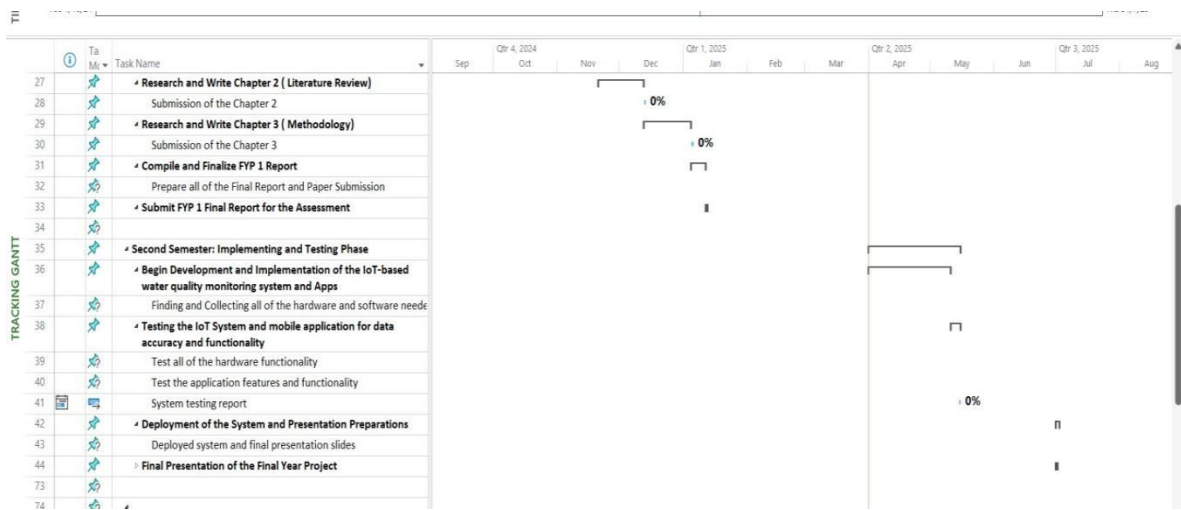 Qtr 4, 2024 Qtr 1, 2025 Qtr 2, 2025 Qtr 3, 2025
Ta
Mc Task Name Sep Oct Nov Dec Jan Feb Mar Apr May Jun Jul Aug
27 Research and Write Chapter 2 ( Literature Review)
28 Submission of the Chapter 2 0%
29 Research and Write Chapter 3 ( Methodology)
30 Submission of the Chapter 3 0%
31 Compile and Finalize FYP 1 Report
32 Prepare all of the Final Report and Paper Submission
33 Submit FYP 1 Final Report for the Assessment
34
35 Second Semester: Implementing and Testing Phase
36 Begin Development and Implementation of the IoT-based
water quality monitoring system and Apps
37 Finding and Collecting all of the hardware and software neede
38 Testing the IoT System and mobile application for data
accuracy and functionality
39 Test all of the hardware functionality
40 Test the application features and functionality
41 System testing report 0%
42 Deployment of the System and Presentation Preparations
43 Deployed system and final presentation slides
44 Final Presentation of the Final Year Project
73
74
TRACKING GANTT